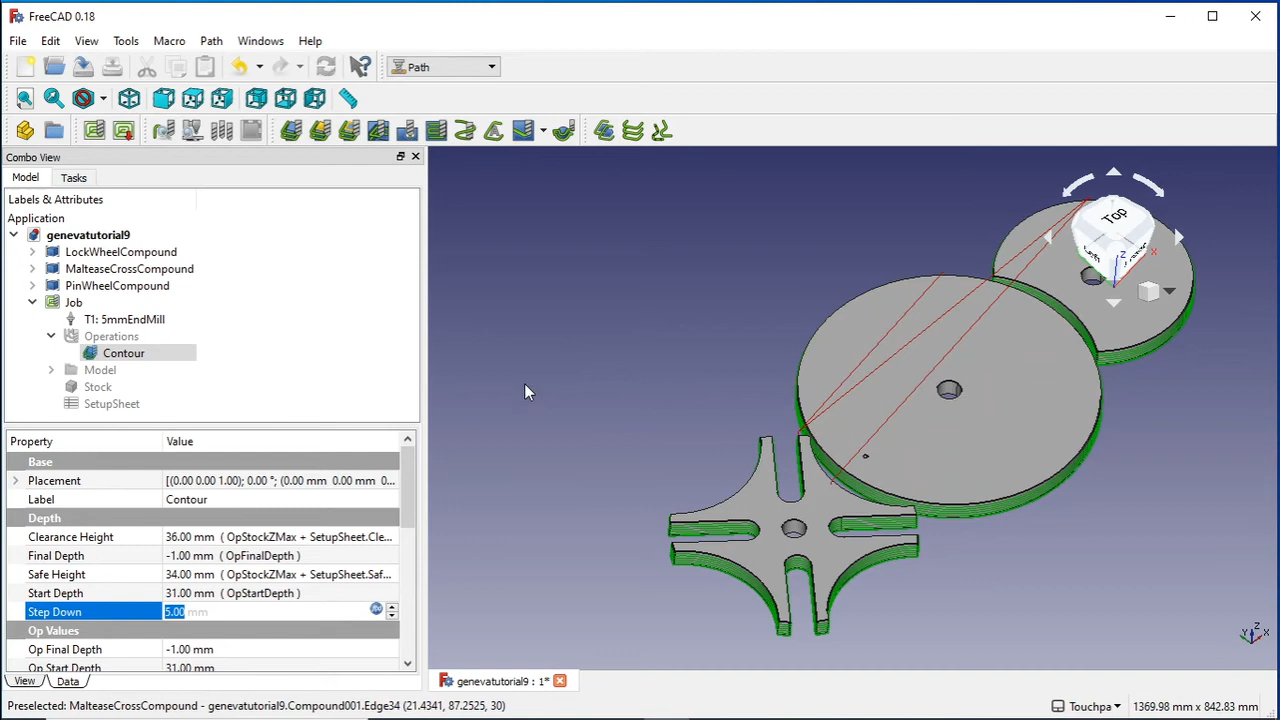 FreeCAD 0.18
File Edit View Tools Macro Path Windows Help
Path
Combo View
Model Tasks
Labels & Attributes
Application
genevatutorial9
LockWheelCompound
MalteaseCrossCompound
PinWheelCompound
Job
T1: 5mmEndMill
Operations
Contour
Model
Stock
SetupSheet
Property Value
Base
Placement [(0.00 0.00 1.00); 0.00 °; (0.00 mm 0.00 mm 0...
Label Contour
Depth
Clearance Height 36.00 mm ( OpStockZMax + SetupSheet.Cle...
Final Depth -1.00 mm ( OpFinalDepth )
Safe Height 34.00 mm ( OpStockZMax + SetupSheet.Saf...
Start Depth 31.00 mm ( OpStartDepth )
Step Down 5.00 mm
Op Values
Op Final Depth -1.00 mm
Op Start Depth 31.00 mm
View Data
Top
Left
Z
X
Z
Y X
genevatutorial9 : 1*
Preselected: MalteaseCrossCompound - genevatutorial9.Compound001.Edge34 (21.4341, 87.2525, 30)
Touchpa 1369.98 mm x 842.83 mm